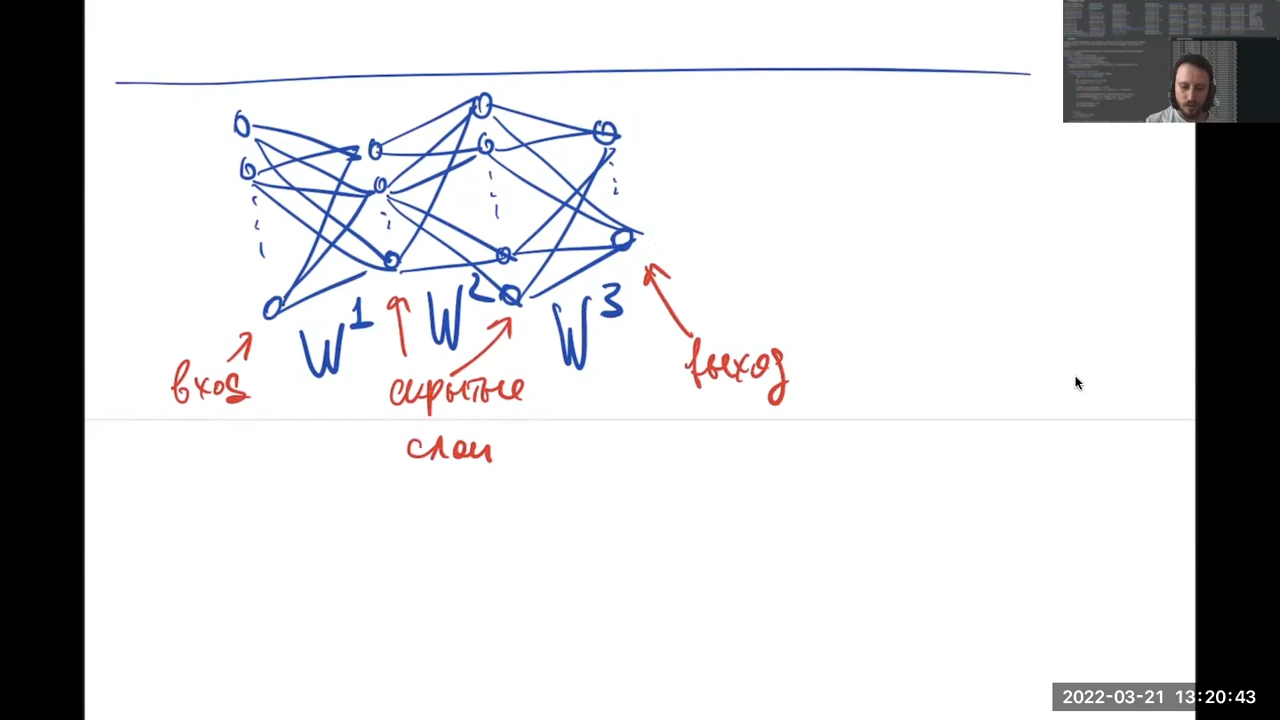 W¹ W² W³
вход
скрытые
выход
слои
2022-03-21 13:20:43